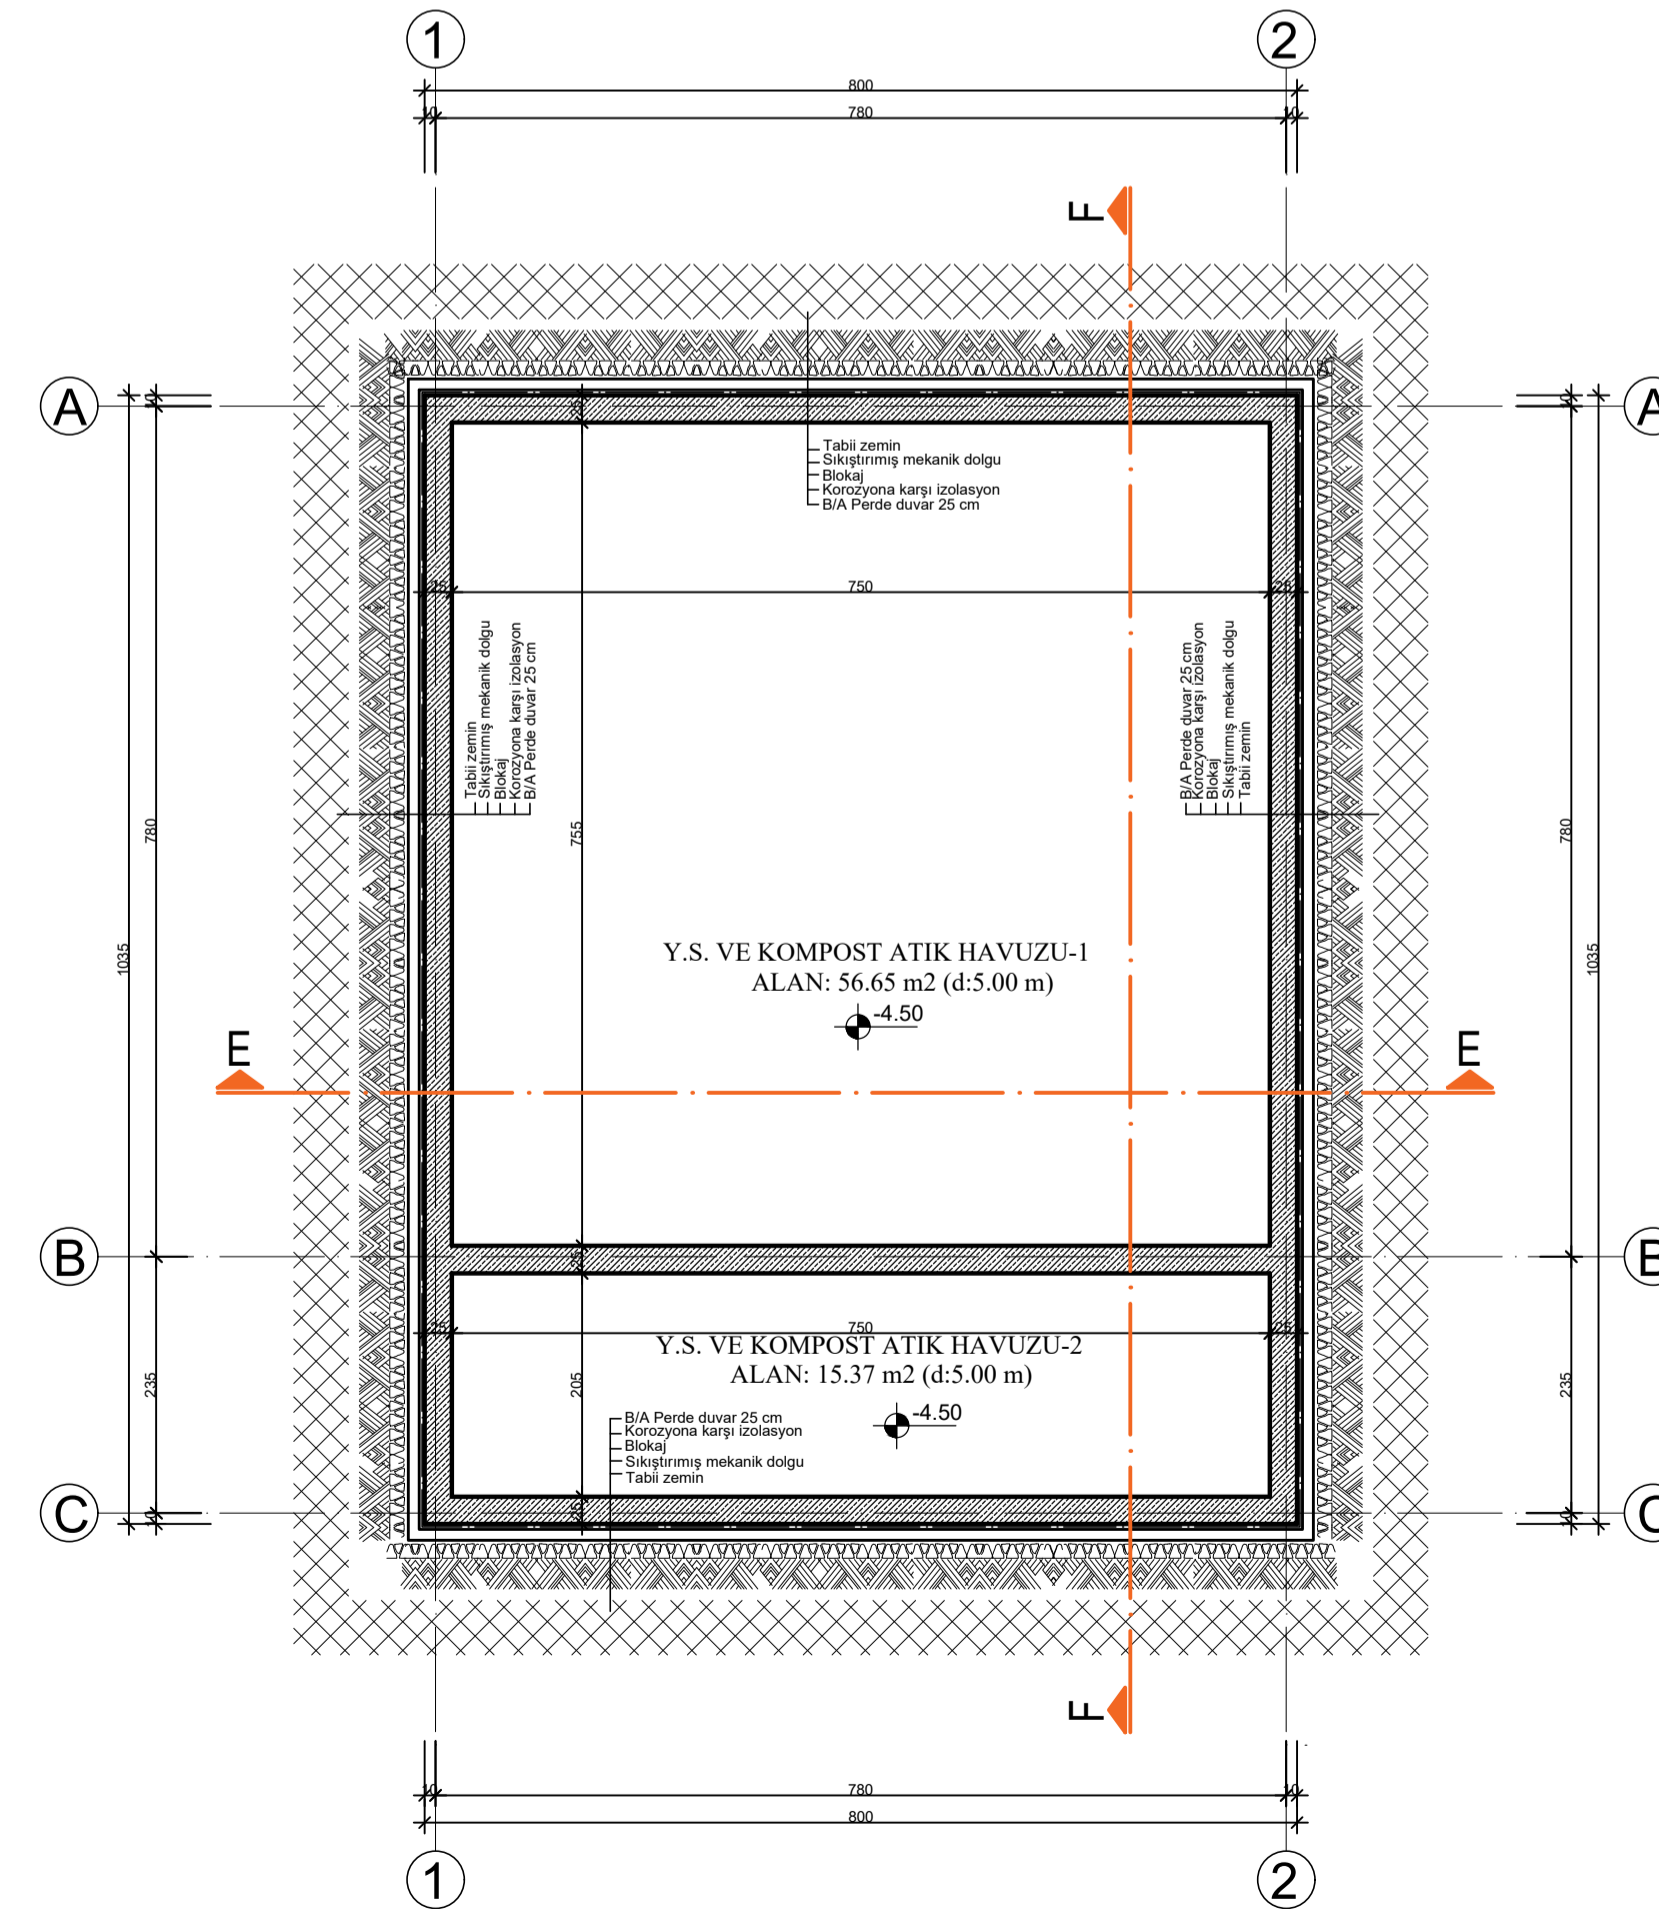 1
2
800
10
780
10
F
A
10
A
10
25
Tabii zemin
Sıkıştırımış mekanik dolgu
Blokaj
Korozyona karşı izolasyon
B/A Perde duvar 25 cm
25
750
25
Tabii zemin
Sıkıştırımış mekanik dolgu
Blokaj
Korozyona karşı izolasyon
B/A Perde duvar 25 cm
B/A Perde duvar 25 cm
Korozyona karşı izolasyon
Blokaj
Sıkıştırımış mekanik dolgu
Tabii zemin
780
755
780
1035
1035
Y.S. VE KOMPOST ATIK HAVUZU-1
ALAN: 56.65 m2 (d:5.00 m)
-4.50
E
E
B
25
B
25
750
25
Y.S. VE KOMPOST ATIK HAVUZU-2
ALAN: 15.37 m2 (d:5.00 m)
235
205
235
-4.50
B/A Perde duvar 25 cm
Korozyona karşı izolasyon
Blokaj
Sıkıştırımış mekanik dolgu
Tabii zemin
C
10
25
10
C
F
10
780
10
800
1
2